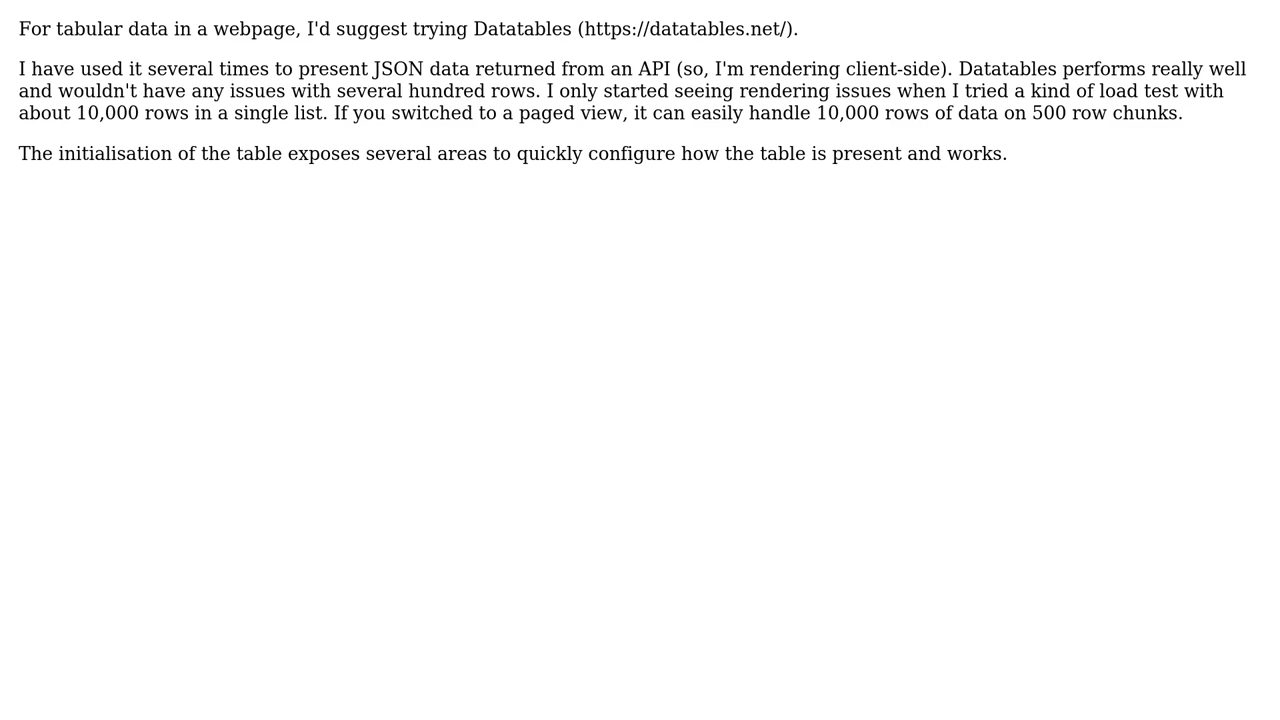 For tabular data in a webpage, I'd suggest trying Datatables (https://datatables.net/).
I have used it several times to present JSON data returned from an API (so, I'm rendering client-side). Datatables performs really well
and wouldn't have any issues with several hundred rows. I only started seeing rendering issues when I tried a kind of load test with
about 10,000 rows in a single list. If you switched to a paged view, it can easily handle 10,000 rows of data on 500 row chunks.
The initialisation of the table exposes several areas to quickly configure how the table is present and works.